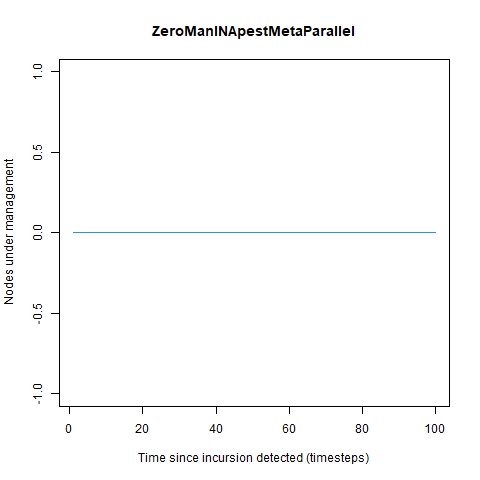 ZeroManINApestMetaParallel
Nodes under management
1.0
0.5
0.0
-0.5
-1.0
0 20 40 60 80 100
Time since incursion detected (timesteps)